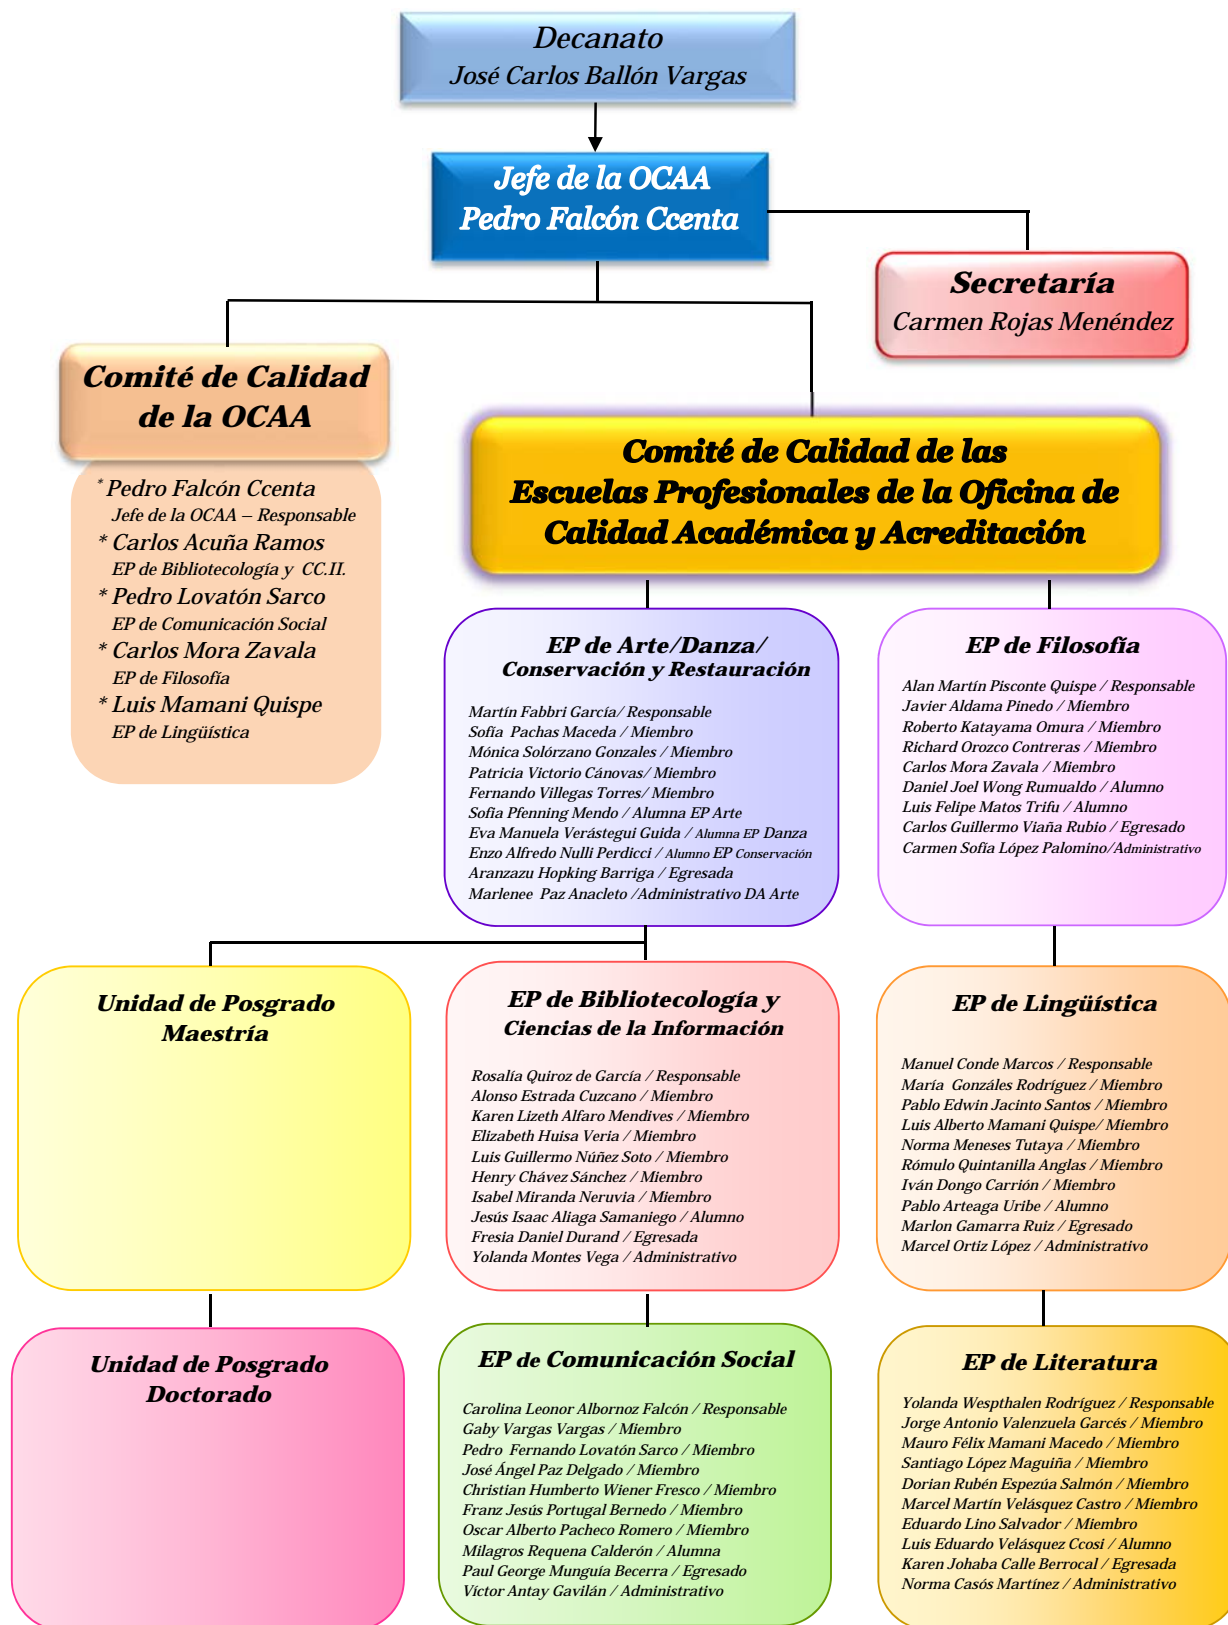 Decanato
José Carlos Ballón Vargas
Jefe de la OCAA
Pedro Falcón Ccenta
Secretaría
Carmen Rojas Menéndez
Comité de Calidad
de la OCAA
* Pedro Falcón Ccenta
Jefe de la OCAA – Responsable
* Carlos Acuña Ramos
EP de Bibliotecología y CC.II.
* Pedro Lovatón Sarco
EP de Comunicación Social
* Carlos Mora Zavala
EP de Filosofía
* Luis Mamani Quispe
EP de Lingüística
Comité de Calidad de las
Escuelas Profesionales de la Oficina de
Calidad Académica y Acreditación
EP de Arte/Danza/
Conservación y Restauración
Martín Fabbri García/ Responsable
Sofía Pachas Maceda / Miembro
Mónica Solórzano Gonzales / Miembro
Patricia Victorio Cánovas/ Miembro
Fernando Villegas Torres/ Miembro
Sofia Pfenning Mendo / Alumna EP Arte
Eva Manuela Verástegui Guida / Alumna EP Danza
Enzo Alfredo Nulli Perdicci / Alumno EP Conservación
Aranzazu Hopking Barriga / Egresada
Marlenee Paz Anacleto /Administrativo DA Arte
EP de Filosofía
Alan Martín Pisconte Quispe / Responsable
Javier Aldama Pinedo / Miembro
Roberto Katayama Omura / Miembro
Richard Orozco Contreras / Miembro
Carlos Mora Zavala / Miembro
Daniel Joel Wong Rumualdo / Alumno
Luis Felipe Matos Trifu / Alumno
Carlos Guillermo Viaña Rubio / Egresado
Carmen Sofía López Palomino/Administrativo
Unidad de Posgrado
Maestría
EP de Bibliotecología y
Ciencias de la Información
Rosalía Quiroz de García / Responsable
Alonso Estrada Cuzcano / Miembro
Karen Lizeth Alfaro Mendives / Miembro
Elizabeth Huisa Veria / Miembro
Luis Guillermo Núñez Soto / Miembro
Henry Chávez Sánchez / Miembro
Isabel Miranda Neruvia / Miembro
Jesús Isaac Aliaga Samaniego / Alumno
Fresia Daniel Durand / Egresada
Yolanda Montes Vega / Administrativo
EP de Lingüística
Manuel Conde Marcos / Responsable
María Gonzáles Rodríguez / Miembro
Pablo Edwin Jacinto Santos / Miembro
Luis Alberto Mamani Quispe/ Miembro
Norma Meneses Tutaya / Miembro
Rómulo Quintanilla Anglas / Miembro
Iván Dongo Carrión / Miembro
Pablo Arteaga Uribe / Alumno
Marlon Gamarra Ruiz / Egresado
Marcel Ortiz López / Administrativo
Unidad de Posgrado
Doctorado
EP de Comunicación Social
Carolina Leonor Albornoz Falcón / Responsable
Gaby Vargas Vargas / Miembro
Pedro Fernando Lovatón Sarco / Miembro
José Ángel Paz Delgado / Miembro
Christian Humberto Wiener Fresco / Miembro
Franz Jesús Portugal Bernedo / Miembro
Oscar Alberto Pacheco Romero / Miembro
Milagros Requena Calderón / Alumna
Paul George Munguía Becerra / Egresado
Víctor Antay Gavilán / Administrativo
EP de Literatura
Yolanda Wespthalen Rodríguez / Responsable
Jorge Antonio Valenzuela Garcés / Miembro
Mauro Félix Mamani Macedo / Miembro
Santiago López Maguiña / Miembro
Dorian Rubén Espezúa Salmón / Miembro
Marcel Martín Velásquez Castro / Miembro
Eduardo Lino Salvador / Miembro
Luis Eduardo Velásquez Ccosi / Alumno
Karen Johaba Calle Berrocal / Egresada
Norma Casós Martínez / Administrativo